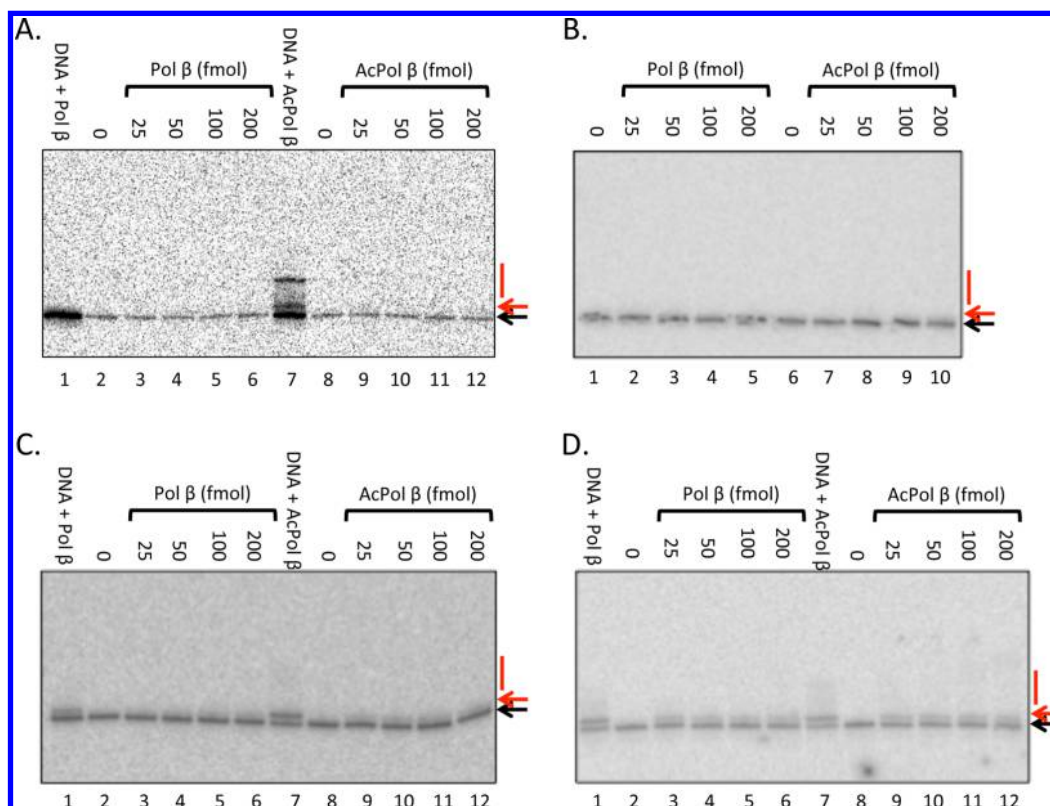 A.
DNA + Pol β
Pol β (fmol)
DNA + AcPol β
AcPol β (fmol)
0 25 50 100 200 0 25 50 100 200
1 2 3 4 5 6 7 8 9 10 11 12
B.
Pol β (fmol)
AcPol β (fmol)
0 25 50 100 200 0 25 50 100 200
1 2 3 4 5 6 7 8 9 10
C.
DNA + Pol β
Pol β (fmol)
DNA + AcPol β
AcPol β (fmol)
0 25 50 100 200 0 25 50 100 200
1 2 3 4 5 6 7 8 9 10 11 12
D.
DNA + Pol β
Pol β (fmol)
DNA + AcPol β
AcPol β (fmol)
0 25 50 100 200 0 25 50 100 200
1 2 3 4 5 6 7 8 9 10 11 12